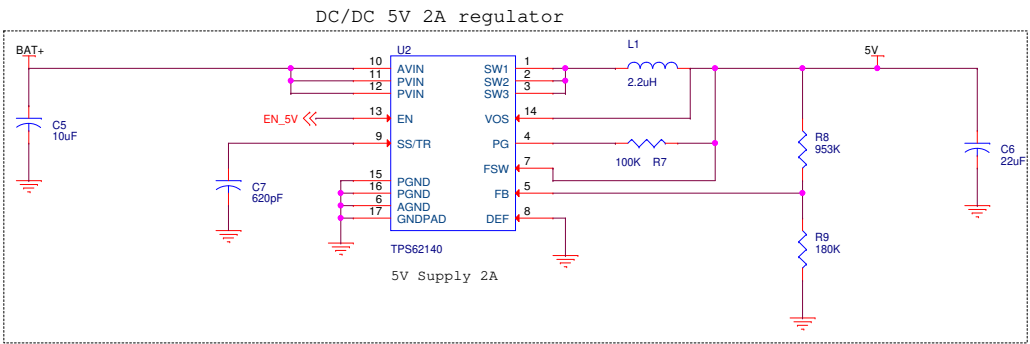 DC/DC 5V 2A regulator
BAT+
U2
L1
5V
10 AVIN SW1 1
11 PVIN SW2 2
12 PVIN SW3 3
2.2uH
EN_5V 13 EN VOS 14
C5
10uF
9 SS/TR PG 4
100K R7
R8
953K
C6
22uF
FSW 7
C7
620pF
15 PGND
16 PGND FB 5
6 AGND
17 GNDPAD DEF 8
R9
180K
TPS62140
5V Supply 2A